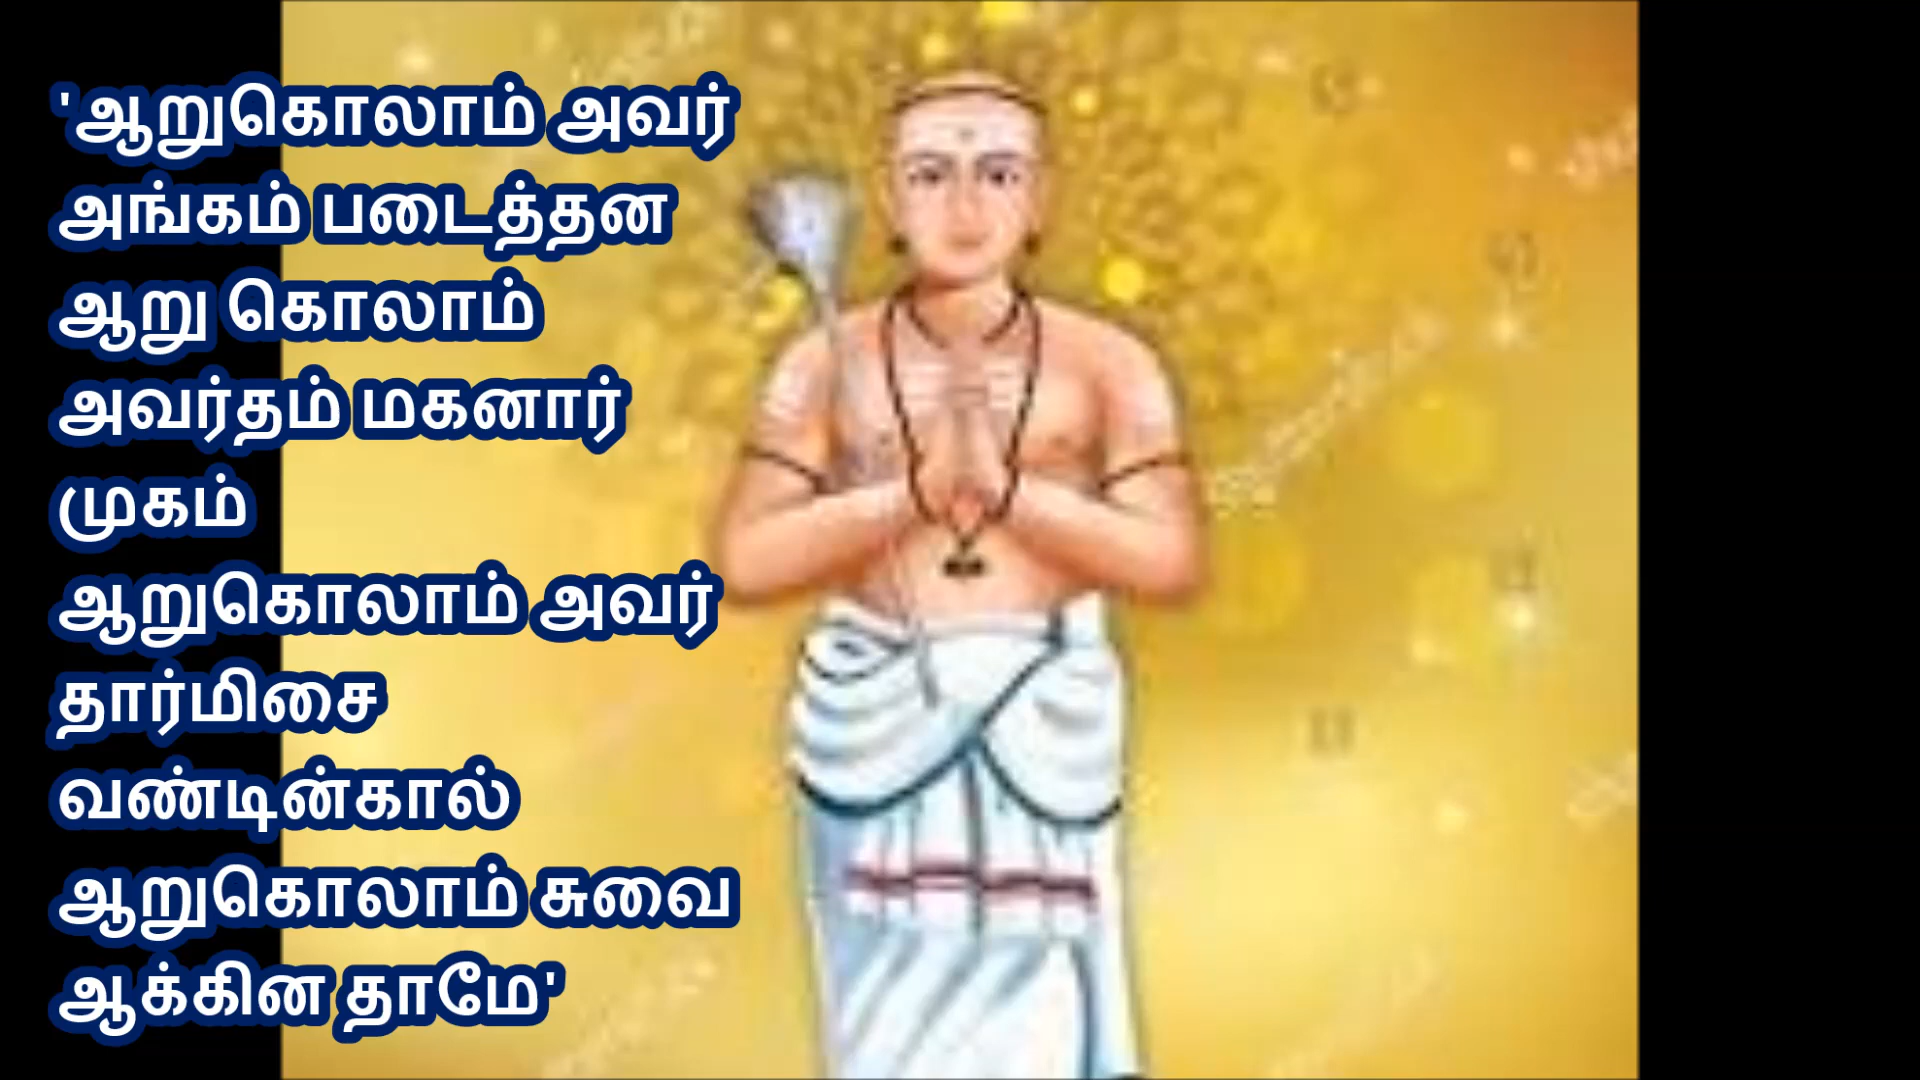 'ஆறுகொலாம் அவர்
அங்கம் படைத்தன
ஆறு கொலாம்
அவர்தம் மகனார்
முகம்
ஆறுகொலாம் அவர்
தார்மிசை
வண்டின்கால்
ஆறுகொலாம் சுவை
ஆக்கின தாமே'